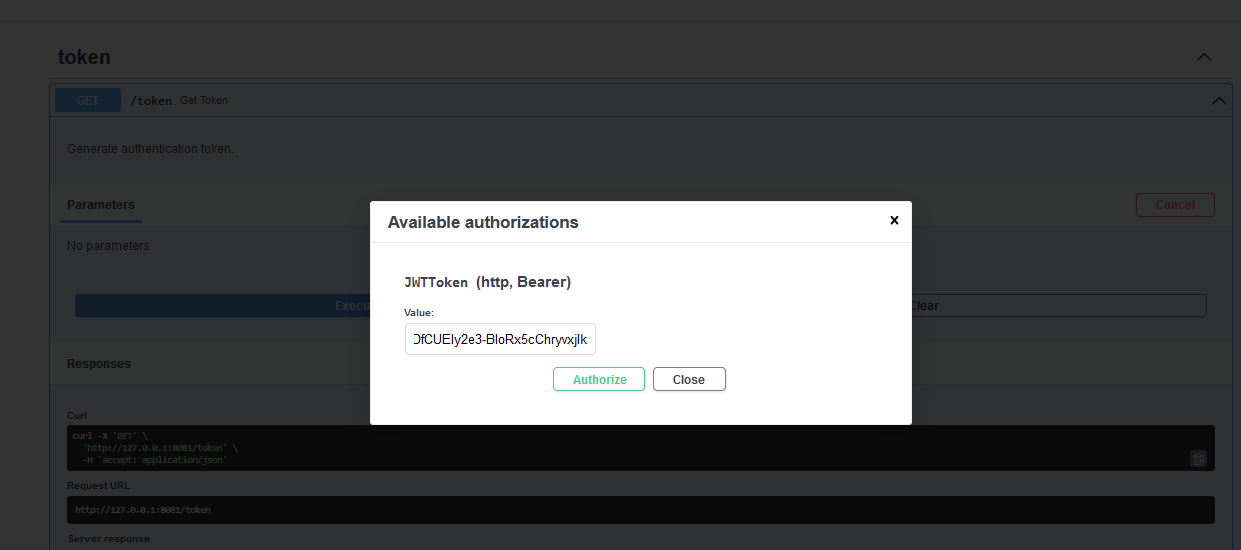 token
GET /token Get Token
Generate authentication token.
Parameters
Cancel
No parameters
Available authorizations
x
JWTToken (http, Bearer)
Value:
DfCUEIy2e3-BloRx5cChryvxjlk
Authorize
Close
Clear
Responses
Curl
curl -X 'GET' \
'http://127.0.0.1:8081/token' \
-H 'accept: application/json'
Request URL
http://127.0.0.1:8081/token
Server response